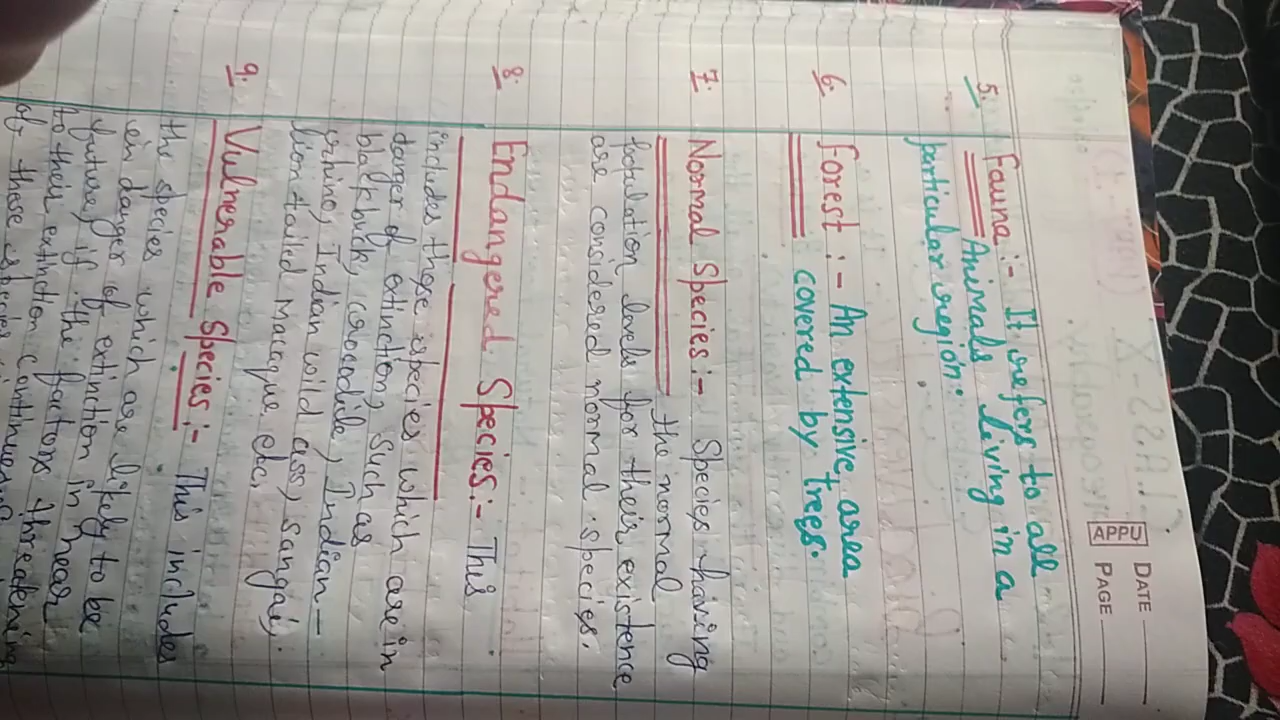 APPU
DATE
PAGE
5. Fauna :- It refers to all
Animals living in a
particular region.
6. Forest :- An extensive area
covered by trees.
7. Normal Species :- Species having
the normal
population levels for their existence
are considered normal species.
8. Endangered Species :- This
includes those species which are in
danger of extinction, such as
blackbuck, crocodile, Indian
rhino, Indian wild ass, sangai,
lion tailed macaque etc.
9. Vulnerable Species :- This includes
the species which are likely to be
in danger of extinction in near
future, if the factors threatening
to their extinction continue
of these species